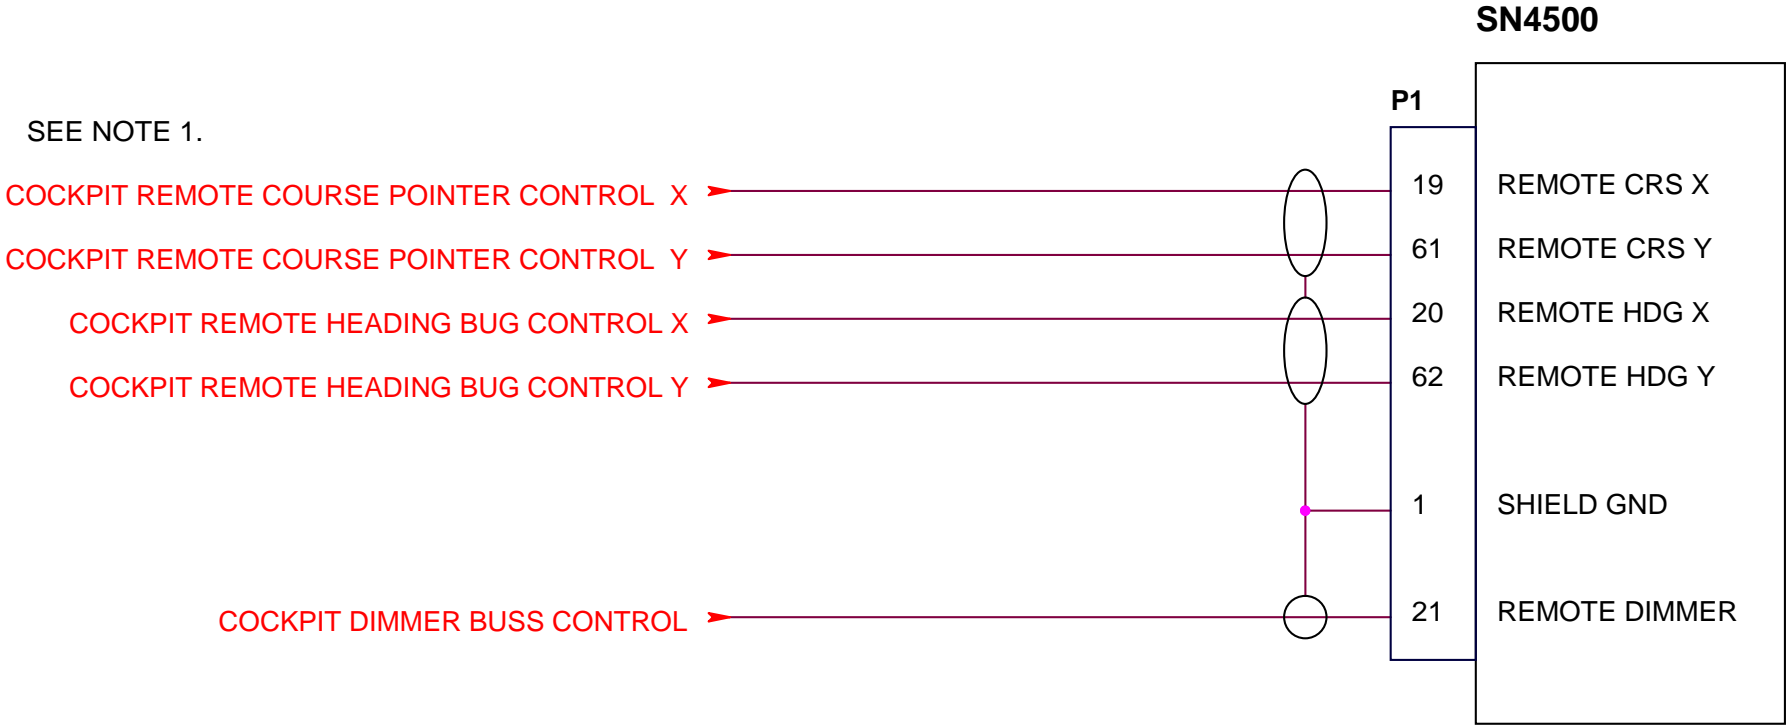 SN4500
P1
SEE NOTE 1.
COCKPIT REMOTE COURSE POINTER CONTROL X 19 REMOTE CRS X
COCKPIT REMOTE COURSE POINTER CONTROL Y 61 REMOTE CRS Y
COCKPIT REMOTE HEADING BUG CONTROL X 20 REMOTE HDG X
COCKPIT REMOTE HEADING BUG CONTROL Y 62 REMOTE HDG Y
1 SHIELD GND
COCKPIT DIMMER BUSS CONTROL 21 REMOTE DIMMER